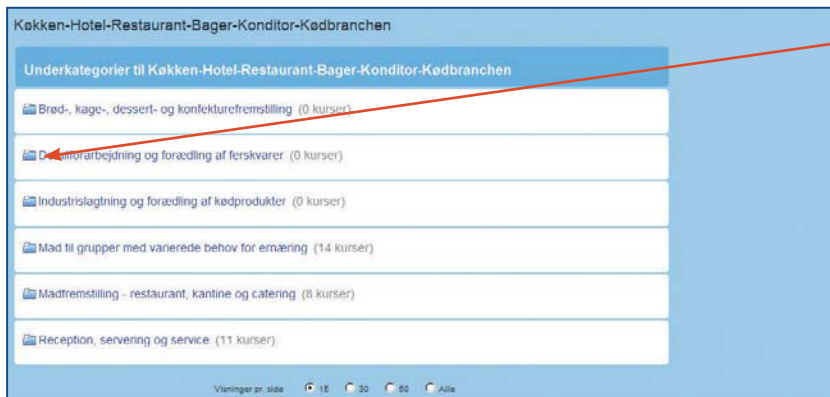 Køkken-Hotel-Restaurant-Bager-Konditor-Kødbranchen
Underkategorier til Køkken-Hotel-Restaurant-Bager-Konditor-Kødbranchen
Brød-, kage-, dessert- og konfekturefremstilling (0 kurser)
og forædling af ferskvarer (0 kurser)
Industrislagtning og forædling af kødprodukter (0 kurser)
Mad til grupper med varierede behov for ernæring (14 kurser)
Madfremstilling - restaurant, kantine og catering (8 kurser)
Reception, servering og service (11 kurser)
Visninger pr. side 15 30 50 Alle